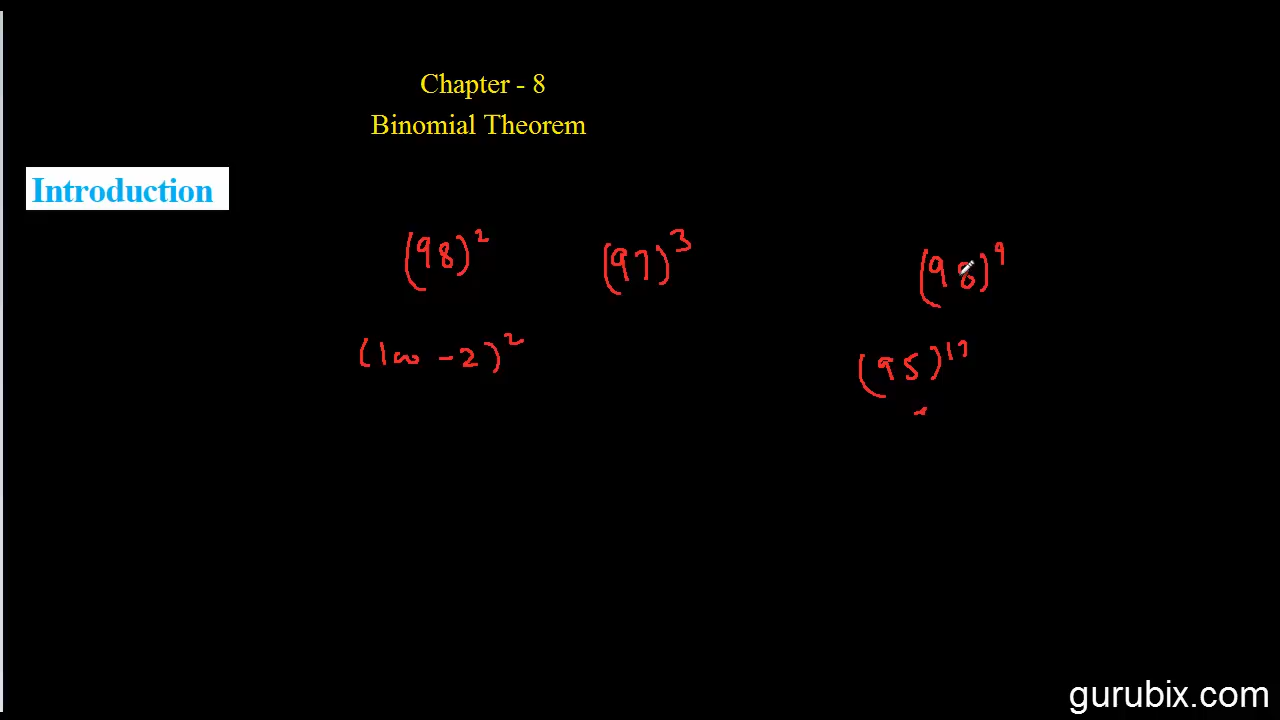 Chapter - 8
Binomial Theorem
Introduction
(98)² (97)³ (98)⁹
(100 - 2)²
(95)¹⁷
gurubix.com